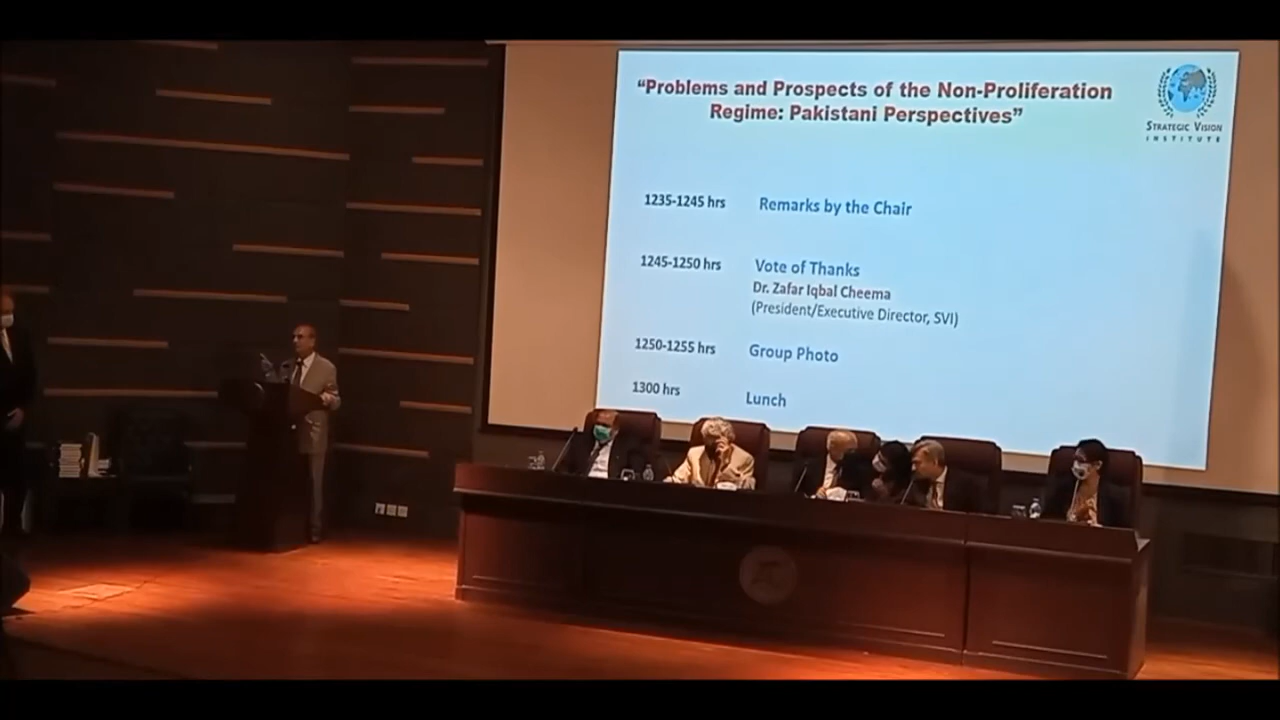 “Problems and Prospects of the Non-Proliferation
Regime: Pakistani Perspectives”
STRATEGIC VISION
INSTITUTE
1235-1245 hrs Remarks by the Chair
1245-1250 hrs Vote of Thanks
Dr. Zafar Iqbal Cheema
(President/Executive Director, SVI)
1250-1255 hrs Group Photo
1300 hrs Lunch